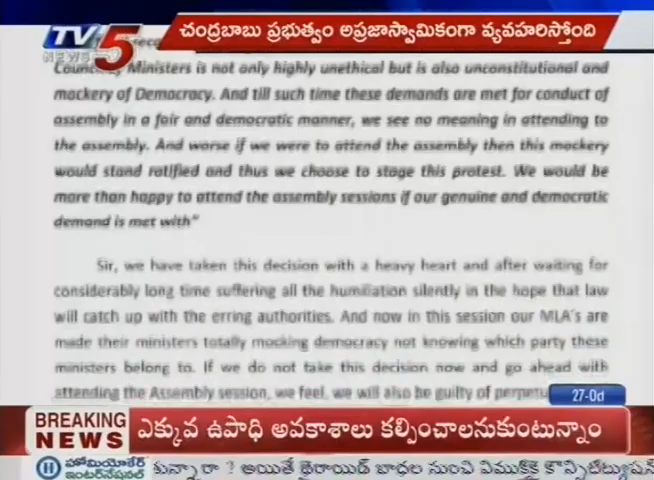 TV5
NEWS
చంద్రబాబు ప్రభుత్వం అప్రజాస్వామికంగా వ్యవహరిస్తోంది
Ministers is not only highly unethical but is also unconstitutional and
mockery of Democracy. And till such time these demands are met for conduct of
assembly in a fair and democratic manner, we see no meaning in attending to
the assembly. And worse if we were to attend the assembly then this mockery
would stand ratified and thus we choose to stage this protest. We would be
more than happy to attend the assembly sessions if our genuine and democratic
demand is met with"
Sir, we have taken this decision with a heavy heart and after waiting for
considerably long time suffering all the humiliation silently in the hope that law
will catch up with the erring authorities. And now in this session our MLA's are
made their ministers totally mocking democracy not knowing which party these
ministers belong to. If we do not take this decision now and go ahead with
attending the Assembly session, we feel, we will also be guilty of
27-Od
BREAKING
NEWS
ఎక్కువ ఉపాధి అవకాశాలు కల్పించాలనుకుంటున్నాం
హోమియోకేర్
ఇంటర్నేషనల్
కున్నారా ? అయితే థైరాయిడ్ బాధల నుంచి విముక్తికై